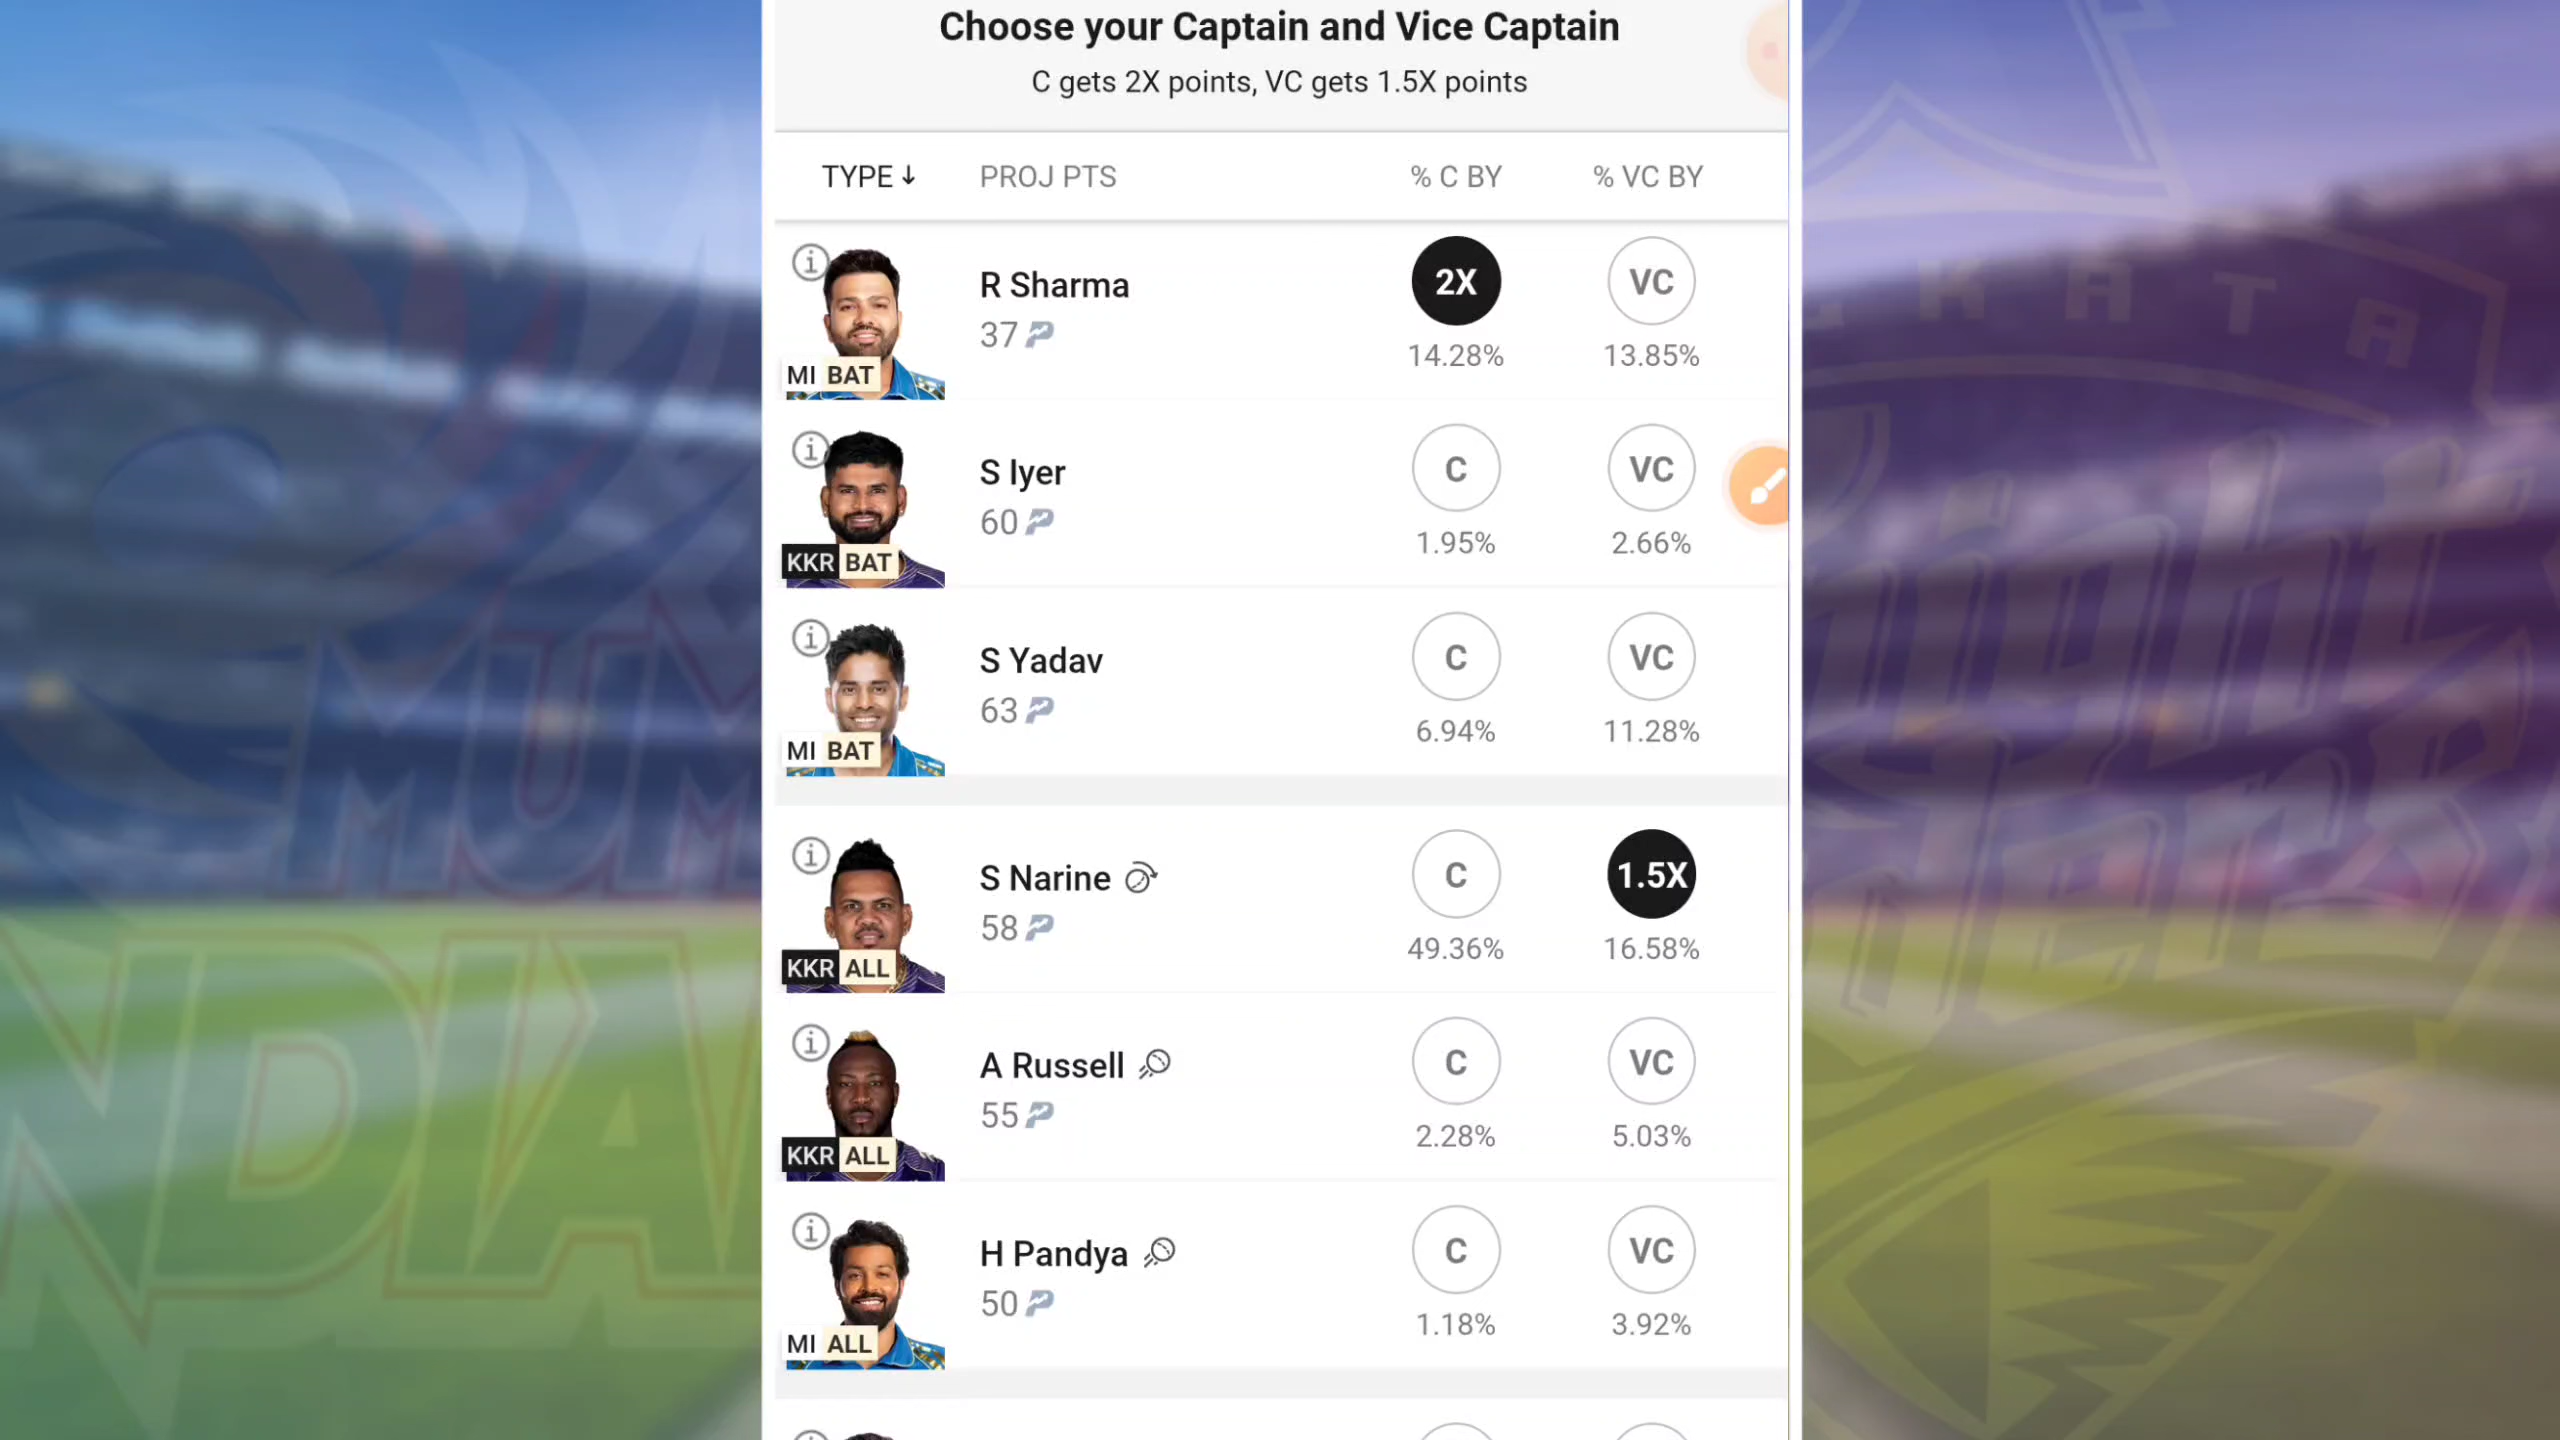 Choose your Captain and Vice Captain
C gets 2X points, VC gets 1.5X points
TYPE ↓ PROJ PTS % C BY % VC BY
R Sharma 2X VC
37 14.28% 13.85%
MI BAT
S Iyer C VC
60 1.95% 2.66%
KKR BAT
S Yadav C VC
63 6.94% 11.28%
MI BAT
S Narine C 1.5X
58 49.36% 16.58%
KKR ALL
A Russell C VC
55 2.28% 5.03%
KKR ALL
H Pandya C VC
50 1.18% 3.92%
MI ALL